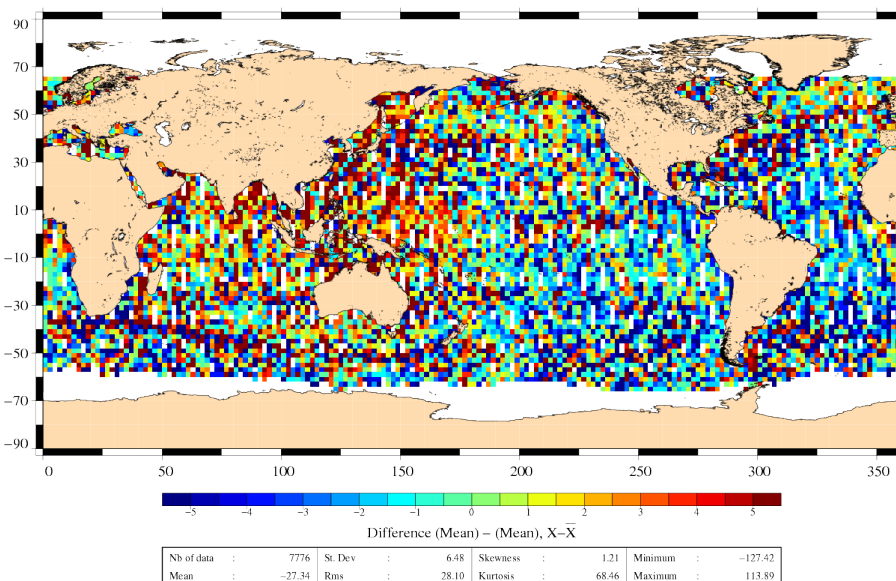 90
70
50
30
10
−10
−30
−50
−70
−90
0 50 100 150 200 250 300 350
−5 −4 −3 −2 −1 0 1 2 3 4 5
Difference (Mean) − (Mean), X−X̅
Nb of data : 7776 St. Dev : 6.48 Skewness : 1.21 Minimum : −127.42
Mean : −27.34 Rms : 28.10 Kurtosis : 68.46 Maximum : 113.89